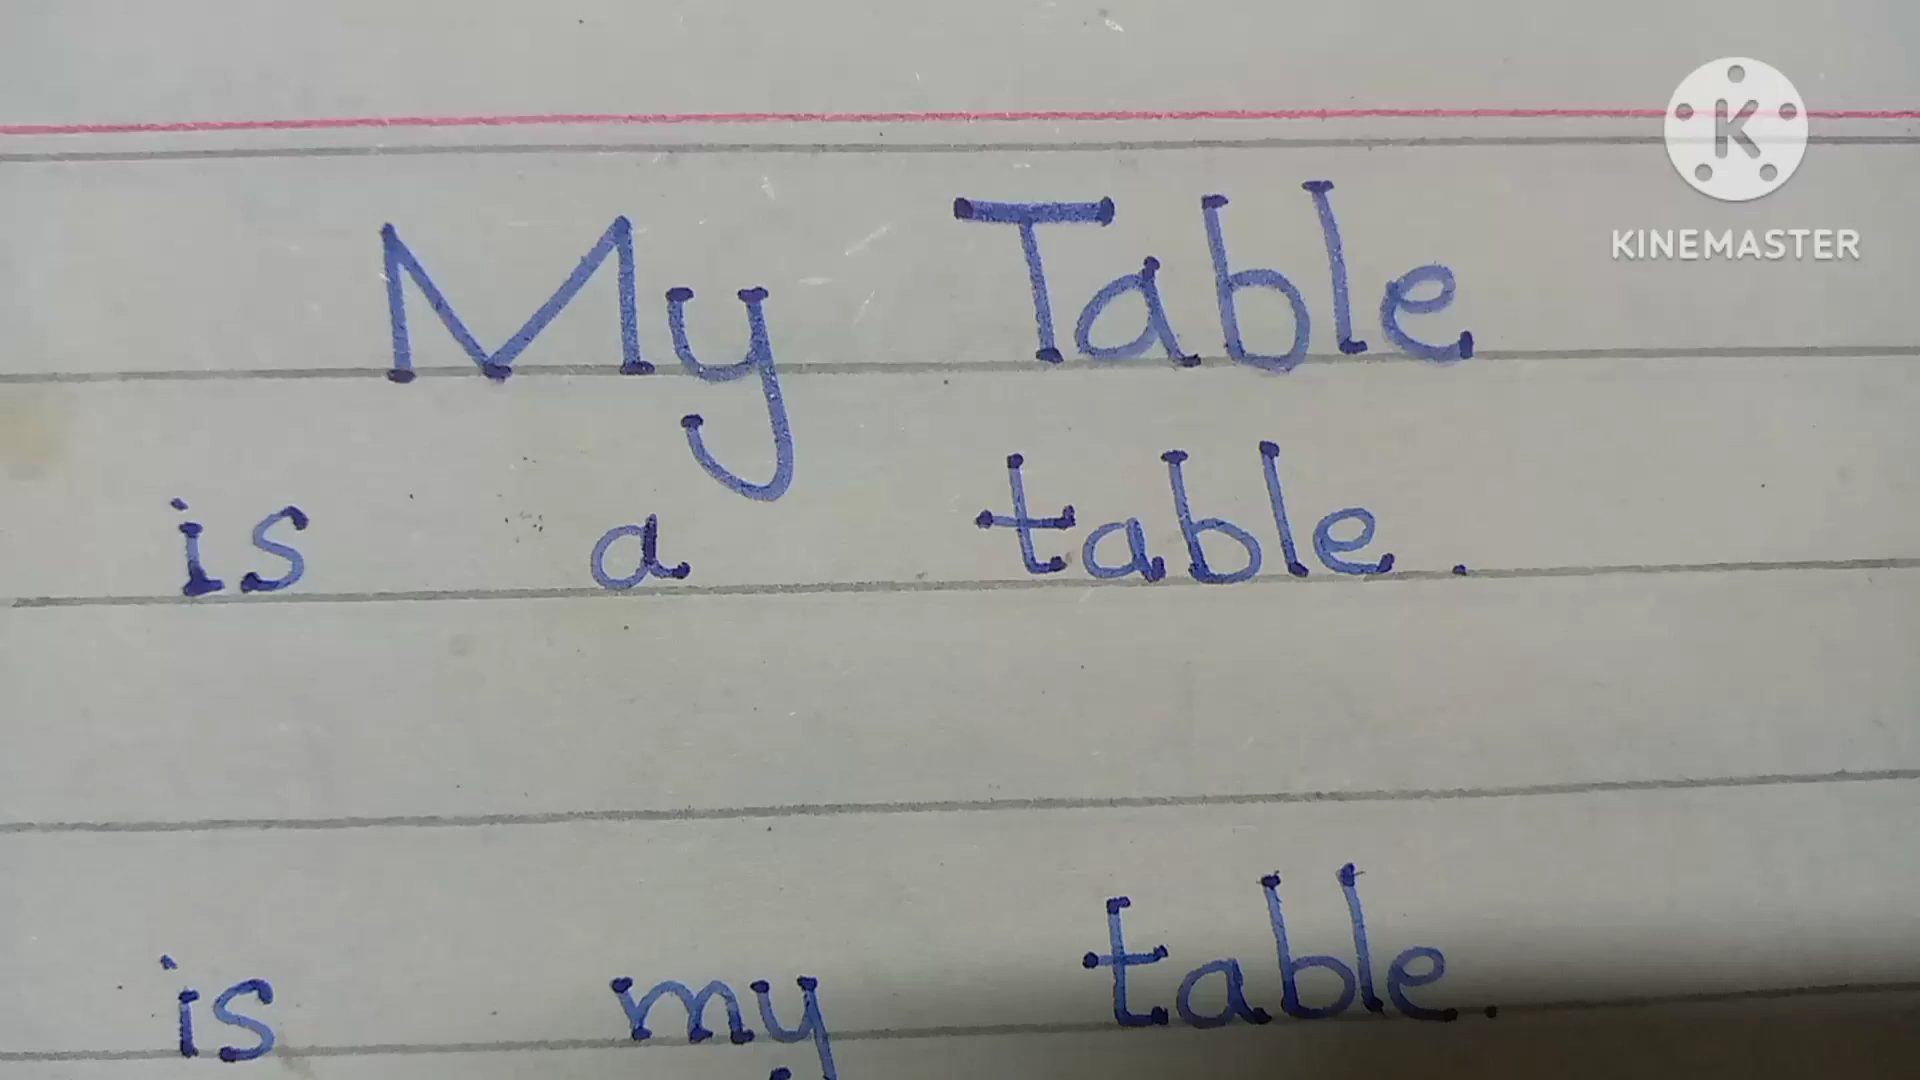 My Table
is a table.
is my table.
K
KINEMASTER